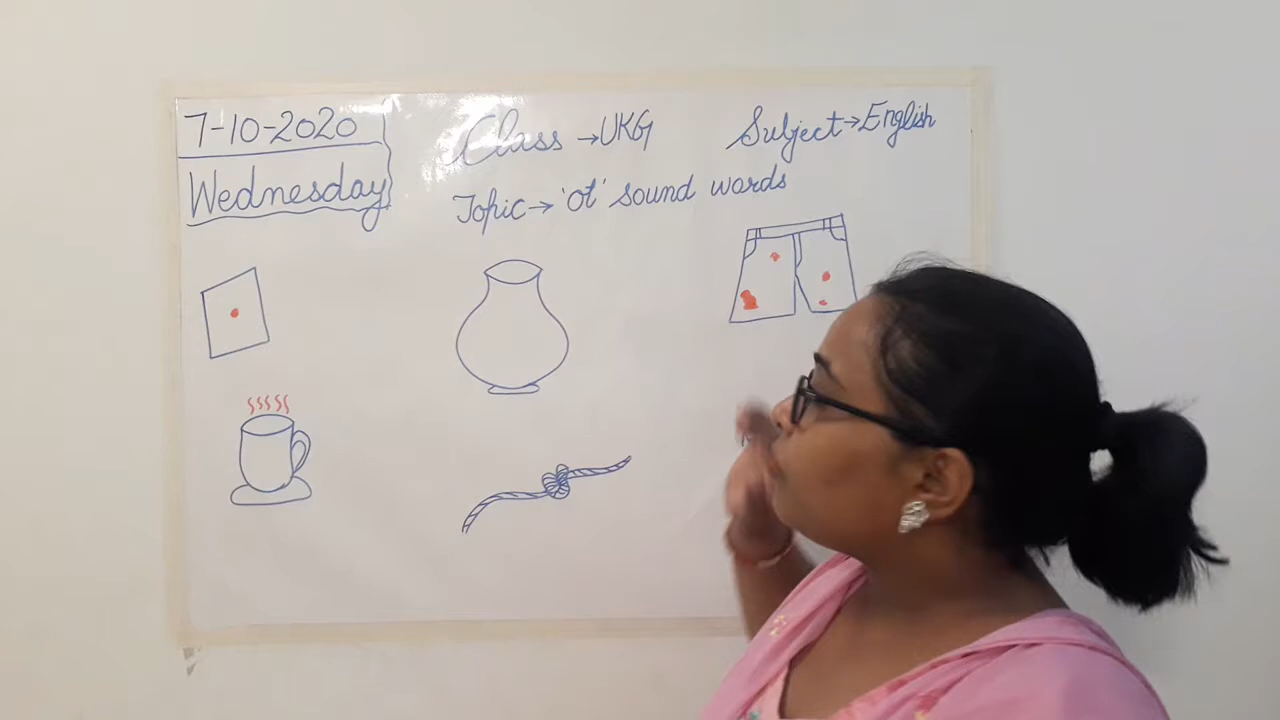 7-10-2020
Wednesday
Class → UKG
Subject → English
Topic → 'ot' sound words